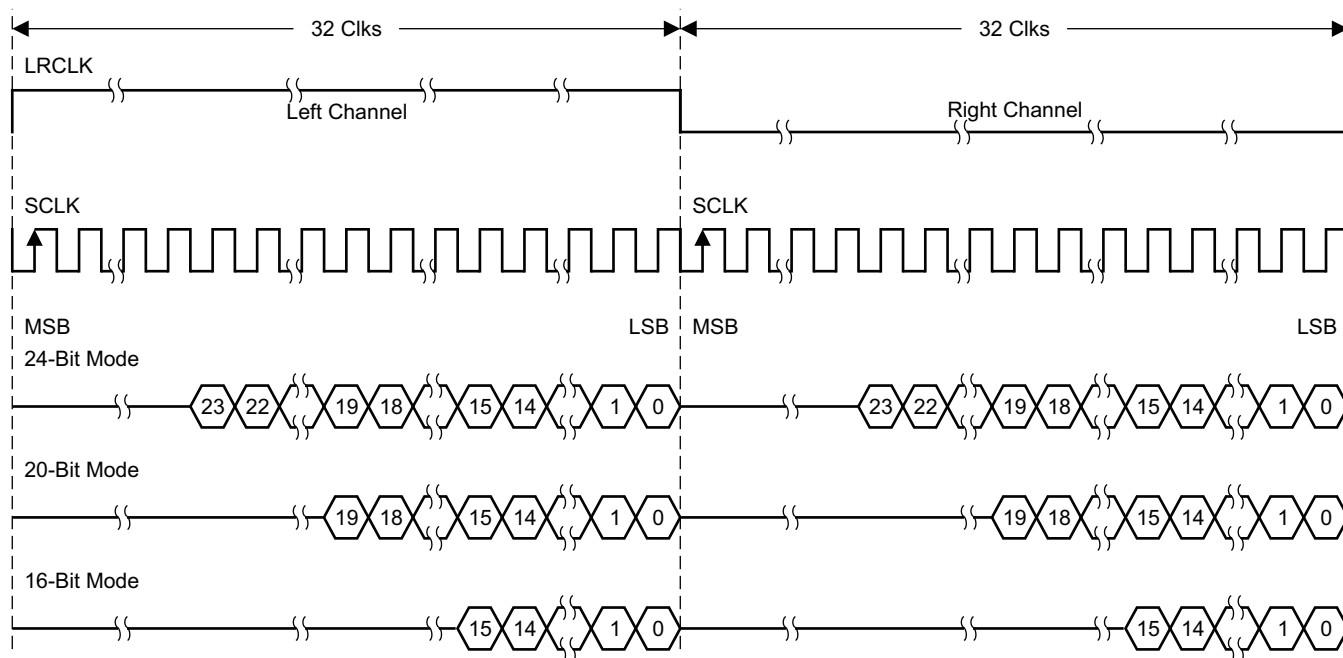 32 Clks 32 Clks
LRCLK
Left Channel Right Channel
SCLK SCLK
MSB LSB MSB LSB
24-Bit Mode
23 22 19 18 15 14 1 0 23 22 19 18 15 14 1 0
20-Bit Mode
19 18 15 14 1 0 19 18 15 14 1 0
16-Bit Mode
15 14 1 0 15 14 1 0